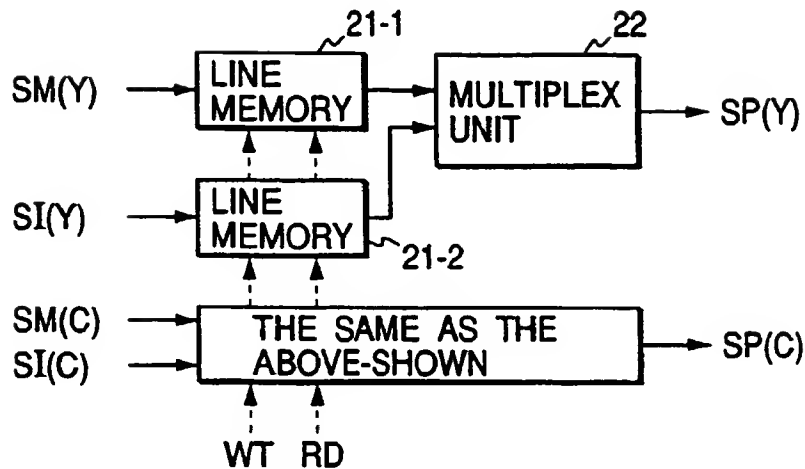 21-1
22
SM(Y)
LINE
MEMORY
MULTIPLEX
UNIT
SP(Y)
SI(Y)
LINE
MEMORY
21-2
SM(C)
SI(C)
THE SAME AS THE
ABOVE-SHOWN
SP(C)
WT RD